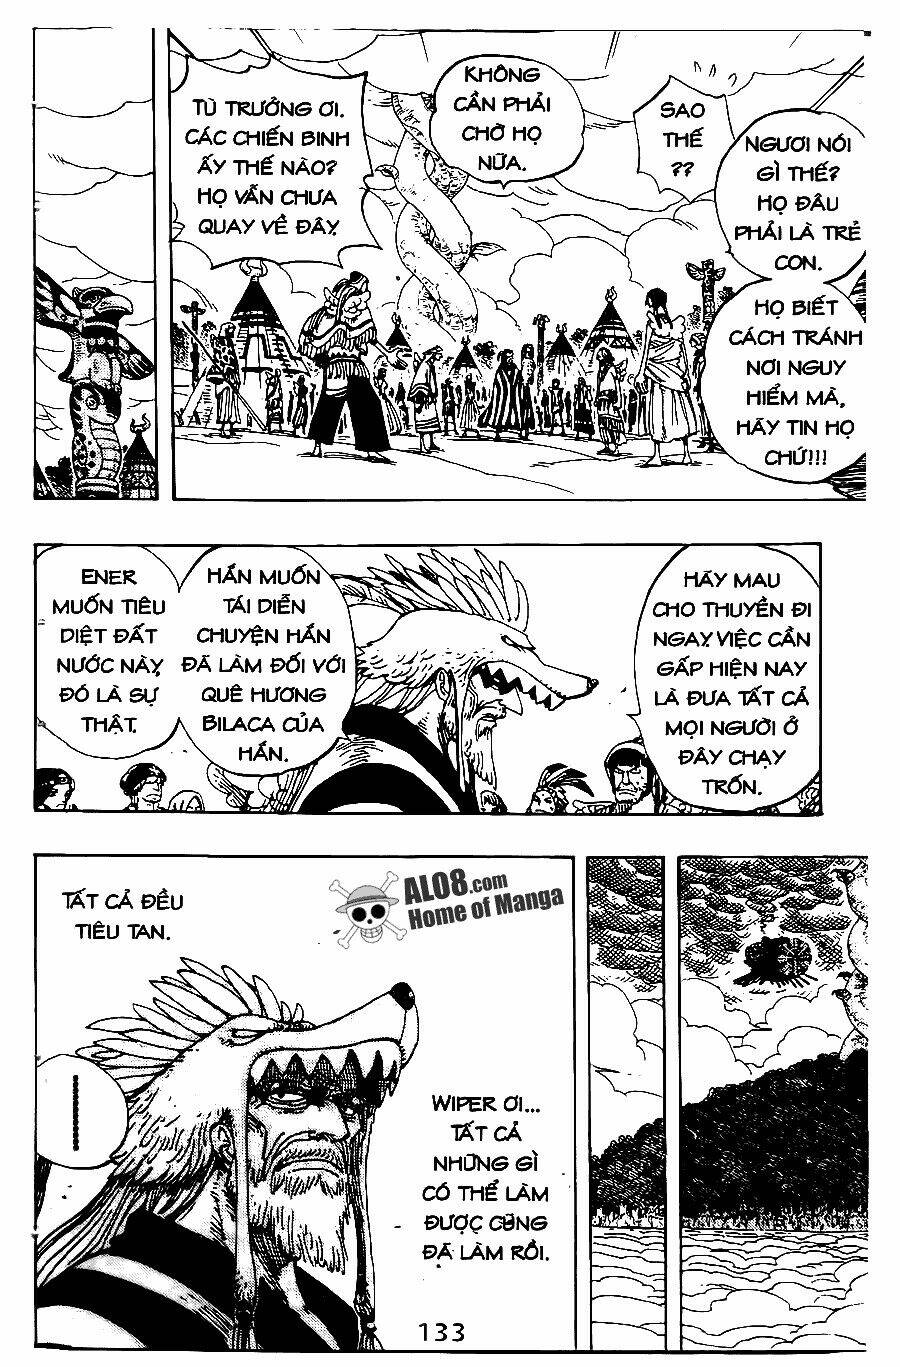 TÙ TRƯỞNG ƠI.
CÁC CHIẾN BINH
ẤY THẾ NÀO?
HỌ VẪN CHƯA
QUAY VỀ ĐÂY.
KHÔNG
CẦN PHẢI
CHỜ HỌ
NỮA.
SAO
THẾ
??
NGƯƠI NÓI
GÌ THẾ?
HỌ ĐÂU
PHẢI LÀ TRẺ
CON.
HỌ BIẾT
CÁCH TRÁNH
NƠI NGUY
HIỂM MÀ,
HÃY TIN HỌ
CHỨ!!!
ENER
MUỐN TIÊU
DIỆT ĐẤT
NƯỚC NÀY,
ĐÓ LÀ SỰ
THẬT.
HẮN MUỐN
TÁI DIỄN
CHUYỆN HẮN
ĐÃ LÀM ĐỐI VỚI
QUÊ HƯƠNG
BILACA CỦA
HẮN.
HÃY MAU
CHO THUYỀN ĐI
NGAY. VIỆC CẦN
GẤP HIỆN NAY
LÀ ĐƯA TẤT CẢ
MỌI NGƯỜI Ở
ĐÂY CHẠY
TRỐN.
TẤT CẢ ĐỀU
TIÊU TAN.
AL08.com
Home of Manga
WIPER ƠI...
TẤT CẢ
NHỮNG GÌ
CÓ THỂ LÀM
ĐƯỢC CŨNG
ĐÃ LÀM RỒI.
133